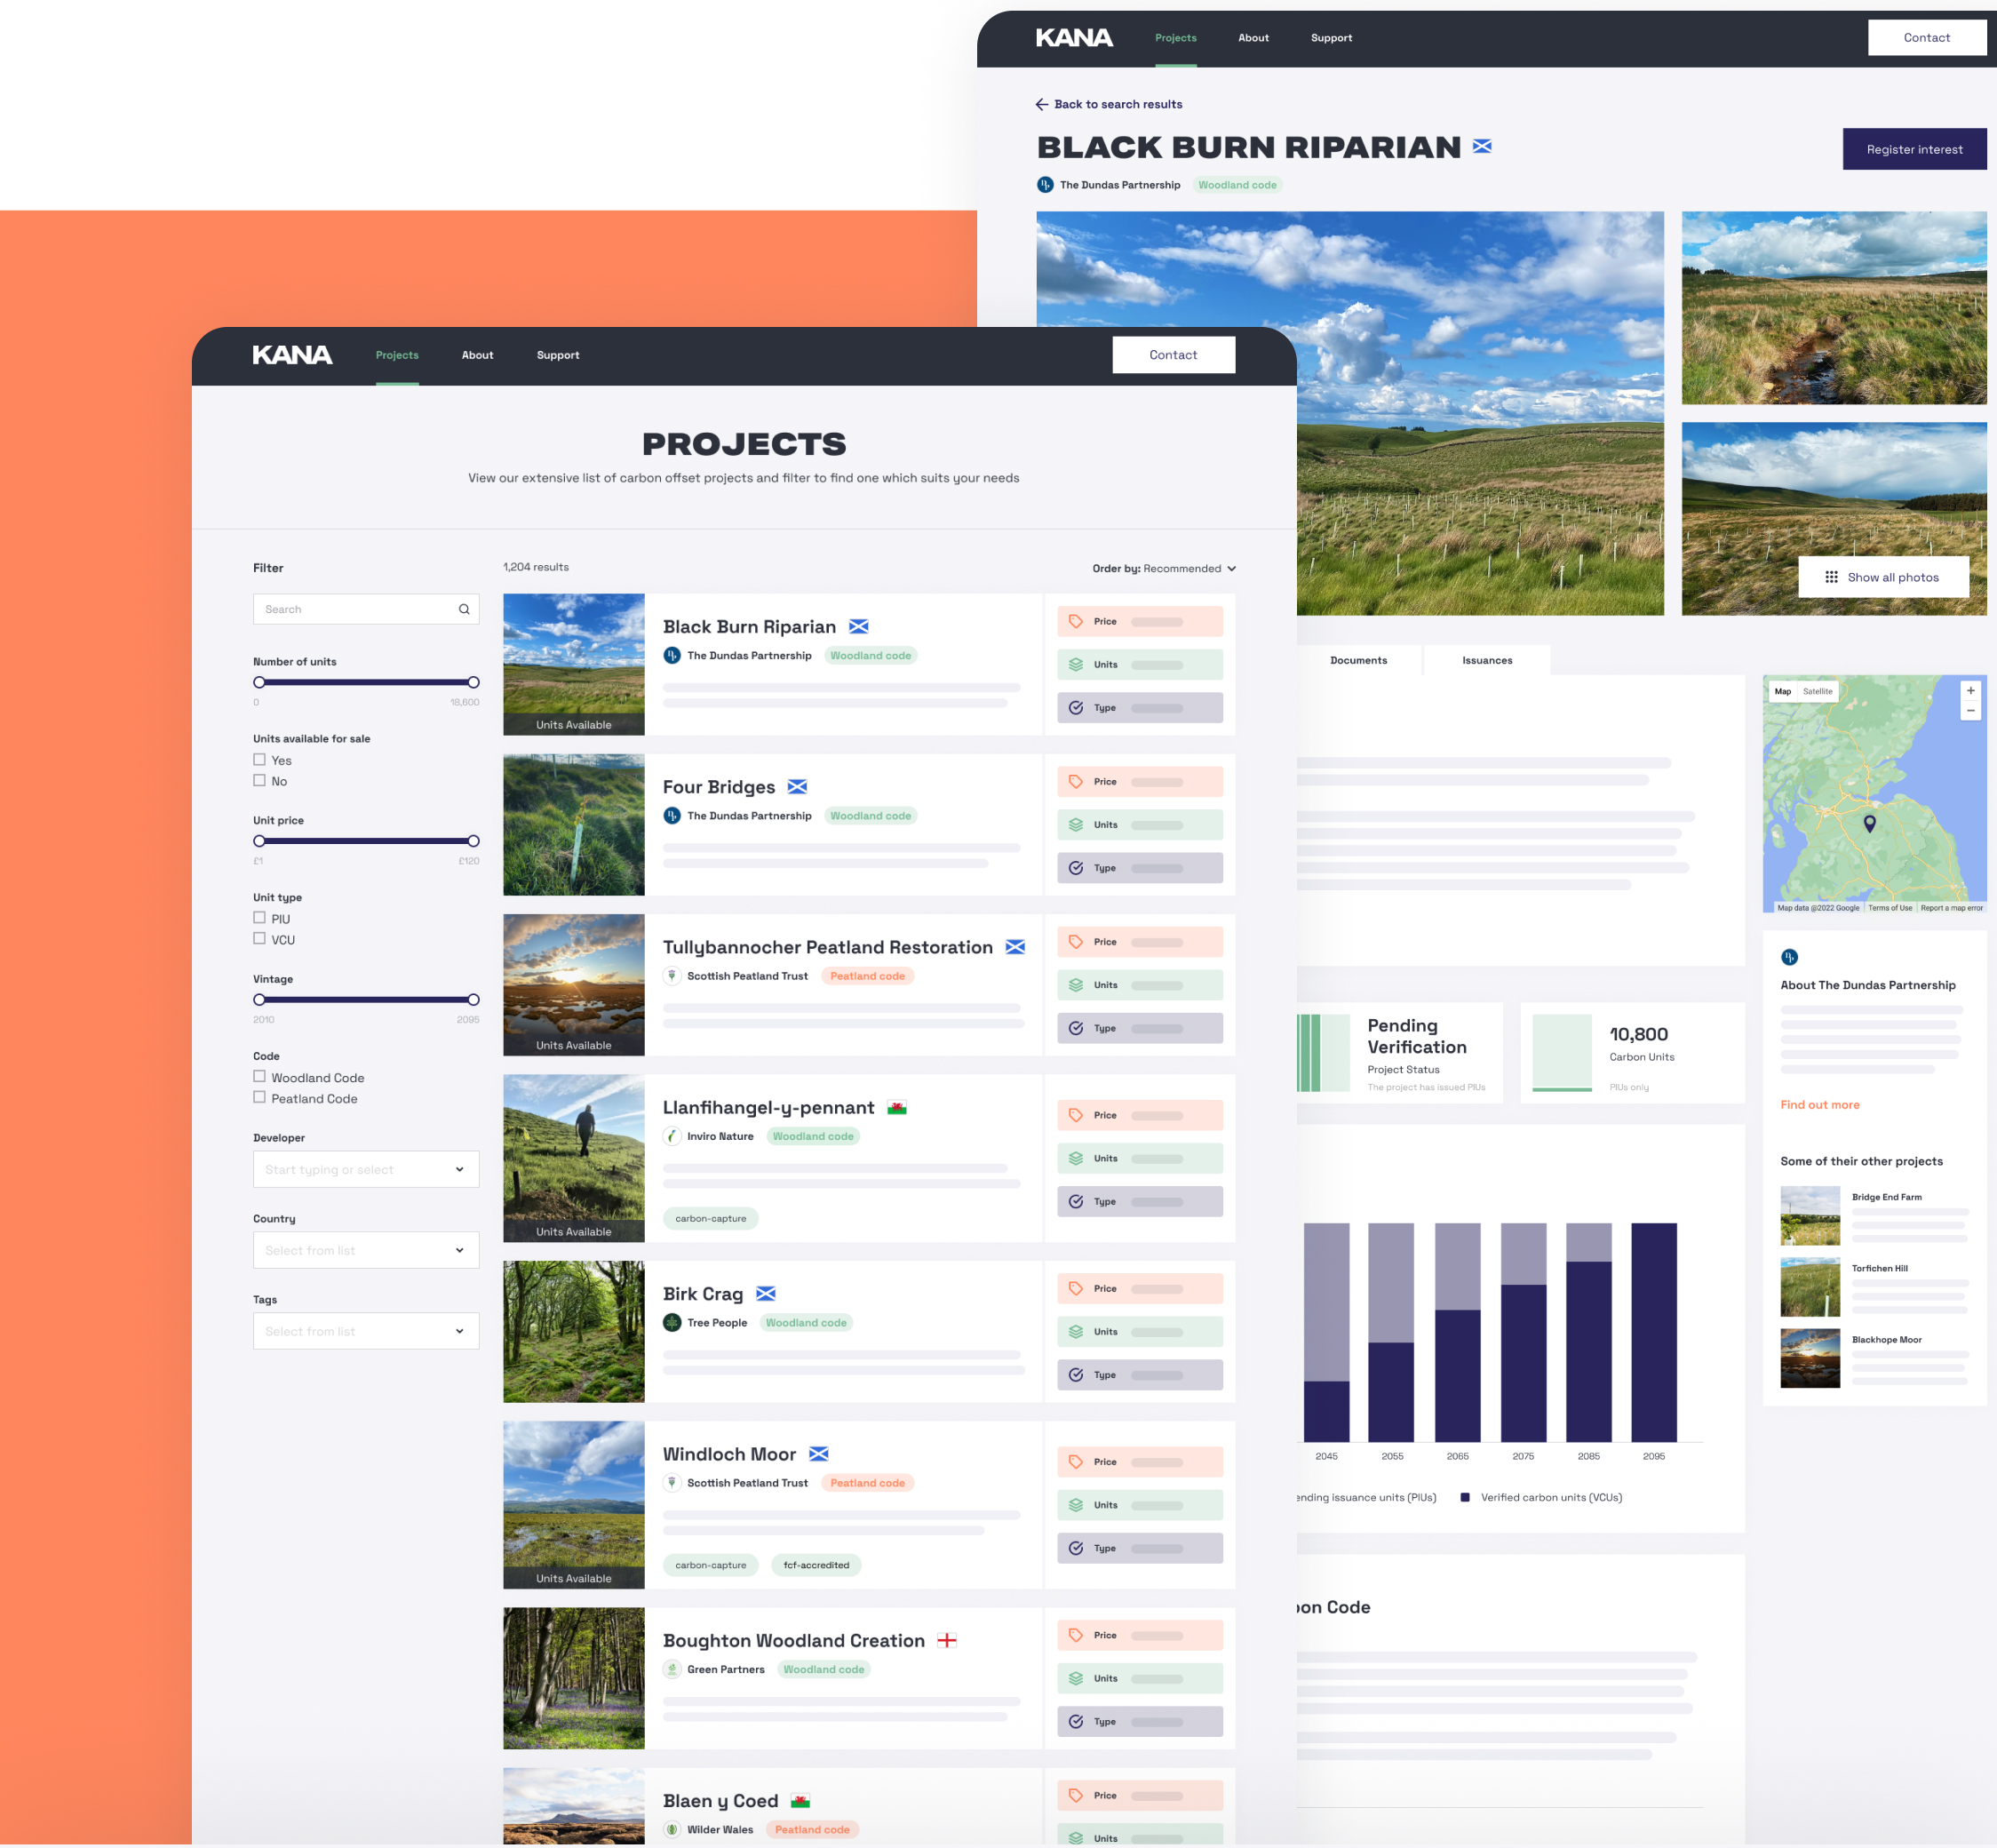 KANA
Projects
About
Support
Contact
Back to search results
BLACK BURN RIPARIAN
Register interest
The Dundas Partnership
Woodland code
Show all photos
Documents
Issuances
Map
Satellite
+
−
Map data @2022 Google
Terms of Use
Report a map error
Pending
Verification
Project Status
The project has issued PIUs
10,800
Carbon Units
PIUs only
About The Dundas Partnership
Find out more
Some of their other projects
Bridge End Farm
Torfichen Hill
Blackhope Moor
2045
2055
2065
2075
2085
2095
ending issuance units (PIUs)
Verified carbon units (VCUs)
on Code
KANA
Projects
About
Support
Contact
PROJECTS
View our extensive list of carbon offset projects and filter to find one which suits your needs
Filter
Search
Number of units
0
18,600
Units available for sale
Yes
No
Unit price
£1
£120
Unit type
PIU
VCU
Vintage
2010
2095
Code
Woodland Code
Peatland Code
Developer
Start typing or select
Country
Select from list
Tags
Select from list
1,204 results
Order by: Recommended
Black Burn Riparian
The Dundas Partnership
Woodland code
Units Available
Price
Units
Type
Four Bridges
The Dundas Partnership
Woodland code
Price
Units
Type
Tullybannocher Peatland Restoration
Scottish Peatland Trust
Peatland code
Units Available
Price
Units
Type
Llanfihangel-y-pennant
Inviro Nature
Woodland code
carbon-capture
Units Available
Price
Units
Type
Birk Crag
Tree People
Woodland code
Price
Units
Type
Windloch Moor
Scottish Peatland Trust
Peatland code
carbon-capture
fcf-accredited
Units Available
Price
Units
Type
Boughton Woodland Creation
Green Partners
Woodland code
Price
Units
Type
Blaen y Coed
Wilder Wales
Peatland code
Price
Units